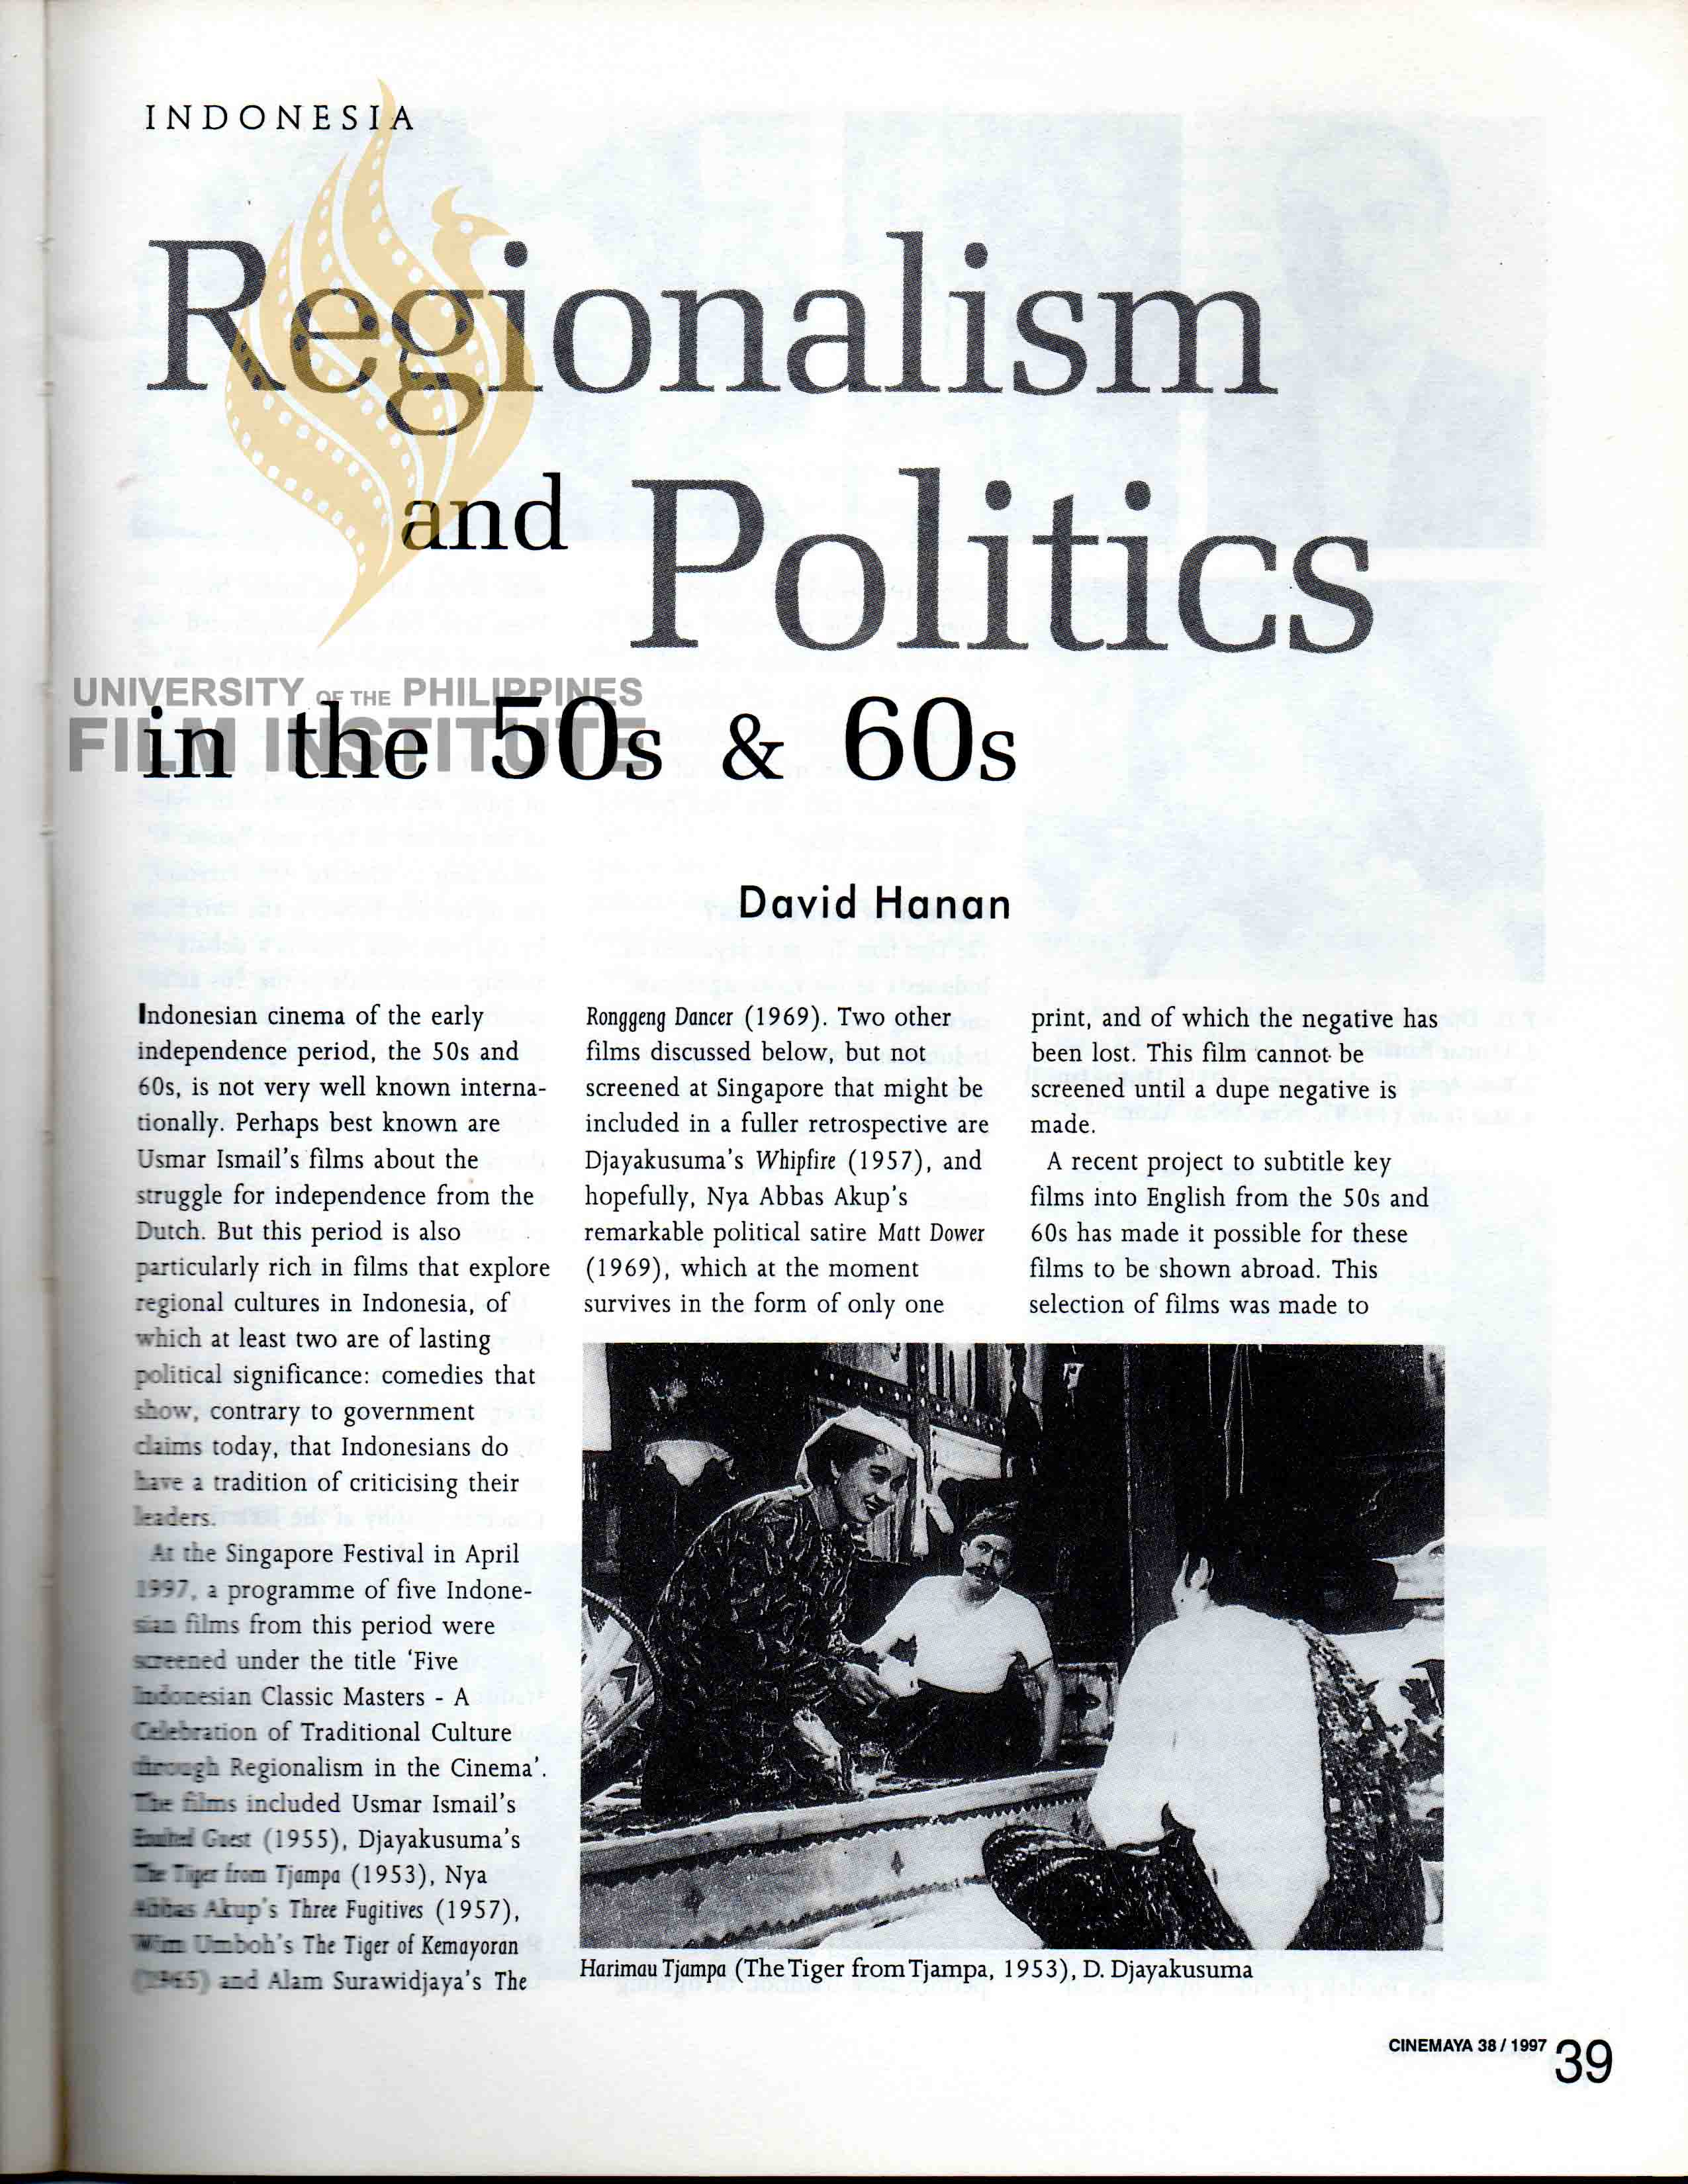 INDONESIA
Regionalism
and Politics
UNIVERSITY OF THE PHILIPPINES
FILM INSTITUTE
in the 50s & 60s
David Hanan
Indonesian cinema of the early
independence period, the 50s and
60s, is not very well known interna-
tionally. Perhaps best known are
Usmar Ismail's films about the
struggle for independence from the
Dutch. But this period is also
particularly rich in films that explore
regional cultures in Indonesia, of
which at least two are of lasting
political significance: comedies that
show, contrary to government
claims today, that Indonesians do
have a tradition of criticising their
leaders.
At the Singapore Festival in April
1997, a programme of five Indone-
sian films from this period were
screened under the title 'Five
Indonesian Classic Masters - A
Celebration of Traditional Culture
through Regionalism in the Cinema'.
The films included Usmar Ismail's
Guest (1955), Djayakusuma's
The Tiger from Tjampa (1953), Nya
Abbas Akup's Three Fugitives (1957),
Wim Umboh's The Tiger of Kemayoran
(1965) and Alam Surawidjaya's The
Ronggeng Dancer (1969). Two other
films discussed below, but not
screened at Singapore that might be
included in a fuller retrospective are
Djayakusuma's Whipfire (1957), and
hopefully, Nya Abbas Akup's
remarkable political satire Matt Dower
(1969), which at the moment
survives in the form of only one
print, and of which the negative has
been lost. This film cannot be
screened until a dupe negative is
made.
A recent project to subtitle key
films into English from the 50s and
60s has made it possible for these
films to be shown abroad. This
selection of films was made to
Harimau Tjampa (The Tiger from Tjampa, 1953), D. Djayakusuma
CINEMAYA 38 / 1997 39